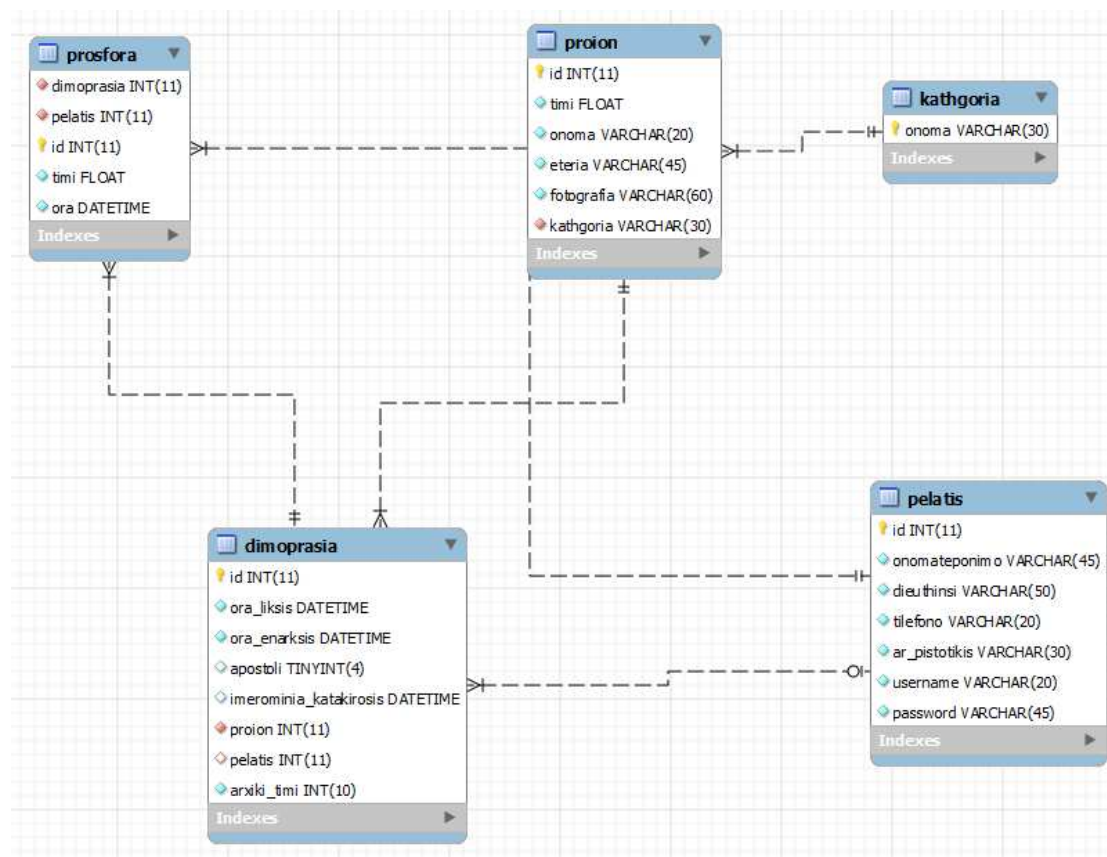 prosfora
dimoprasia INT(11)
pelatis INT(11)
id INT(11)
timi FLOAT
ora DATETIME
Indexes
proion
id INT(11)
timi FLOAT
onoma VARCHAR(20)
eteria VARCHAR(45)
fotografia VARCHAR(60)
kathgoria VARCHAR(30)
Indexes
kathgoria
onoma VARCHAR(30)
Indexes
dimoprasia
id INT(11)
ora_liksis DATETIME
ora_enarksis DATETIME
apostoli TINYINT(4)
imerominia_katakirosis DATETIME
proion INT(11)
pelatis INT(11)
arxiki_timi INT(10)
Indexes
pelatis
id INT(11)
onomateponimo VARCHAR(45)
dieuthinsi VARCHAR(50)
tilefono VARCHAR(20)
ar_pistotikis VARCHAR(30)
username VARCHAR(20)
password VARCHAR(45)
Indexes